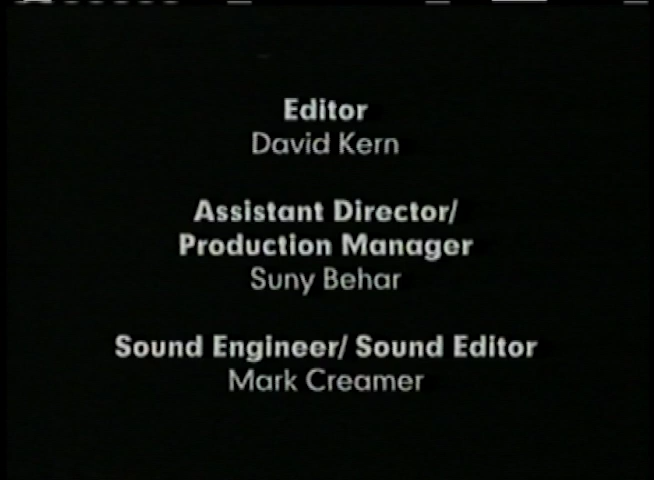 Editor
David Kern
Assistant Director/
Production Manager
Suny Behar
Sound Engineer/ Sound Editor
Mark Creamer